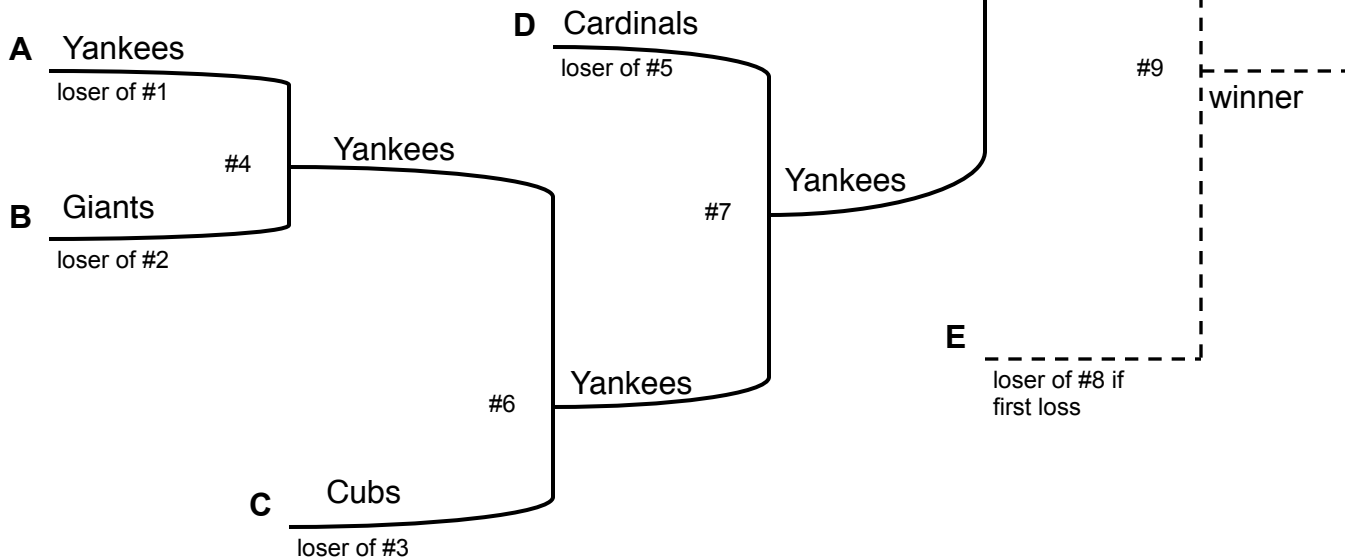 D Cardinals
loser of #5
A Yankees
loser of #1
#9
winner
Yankees
#4
Yankees
#7
B Giants
loser of #2
E
loser of #8 if
first loss
Yankees
#6
C Cubs
loser of #3